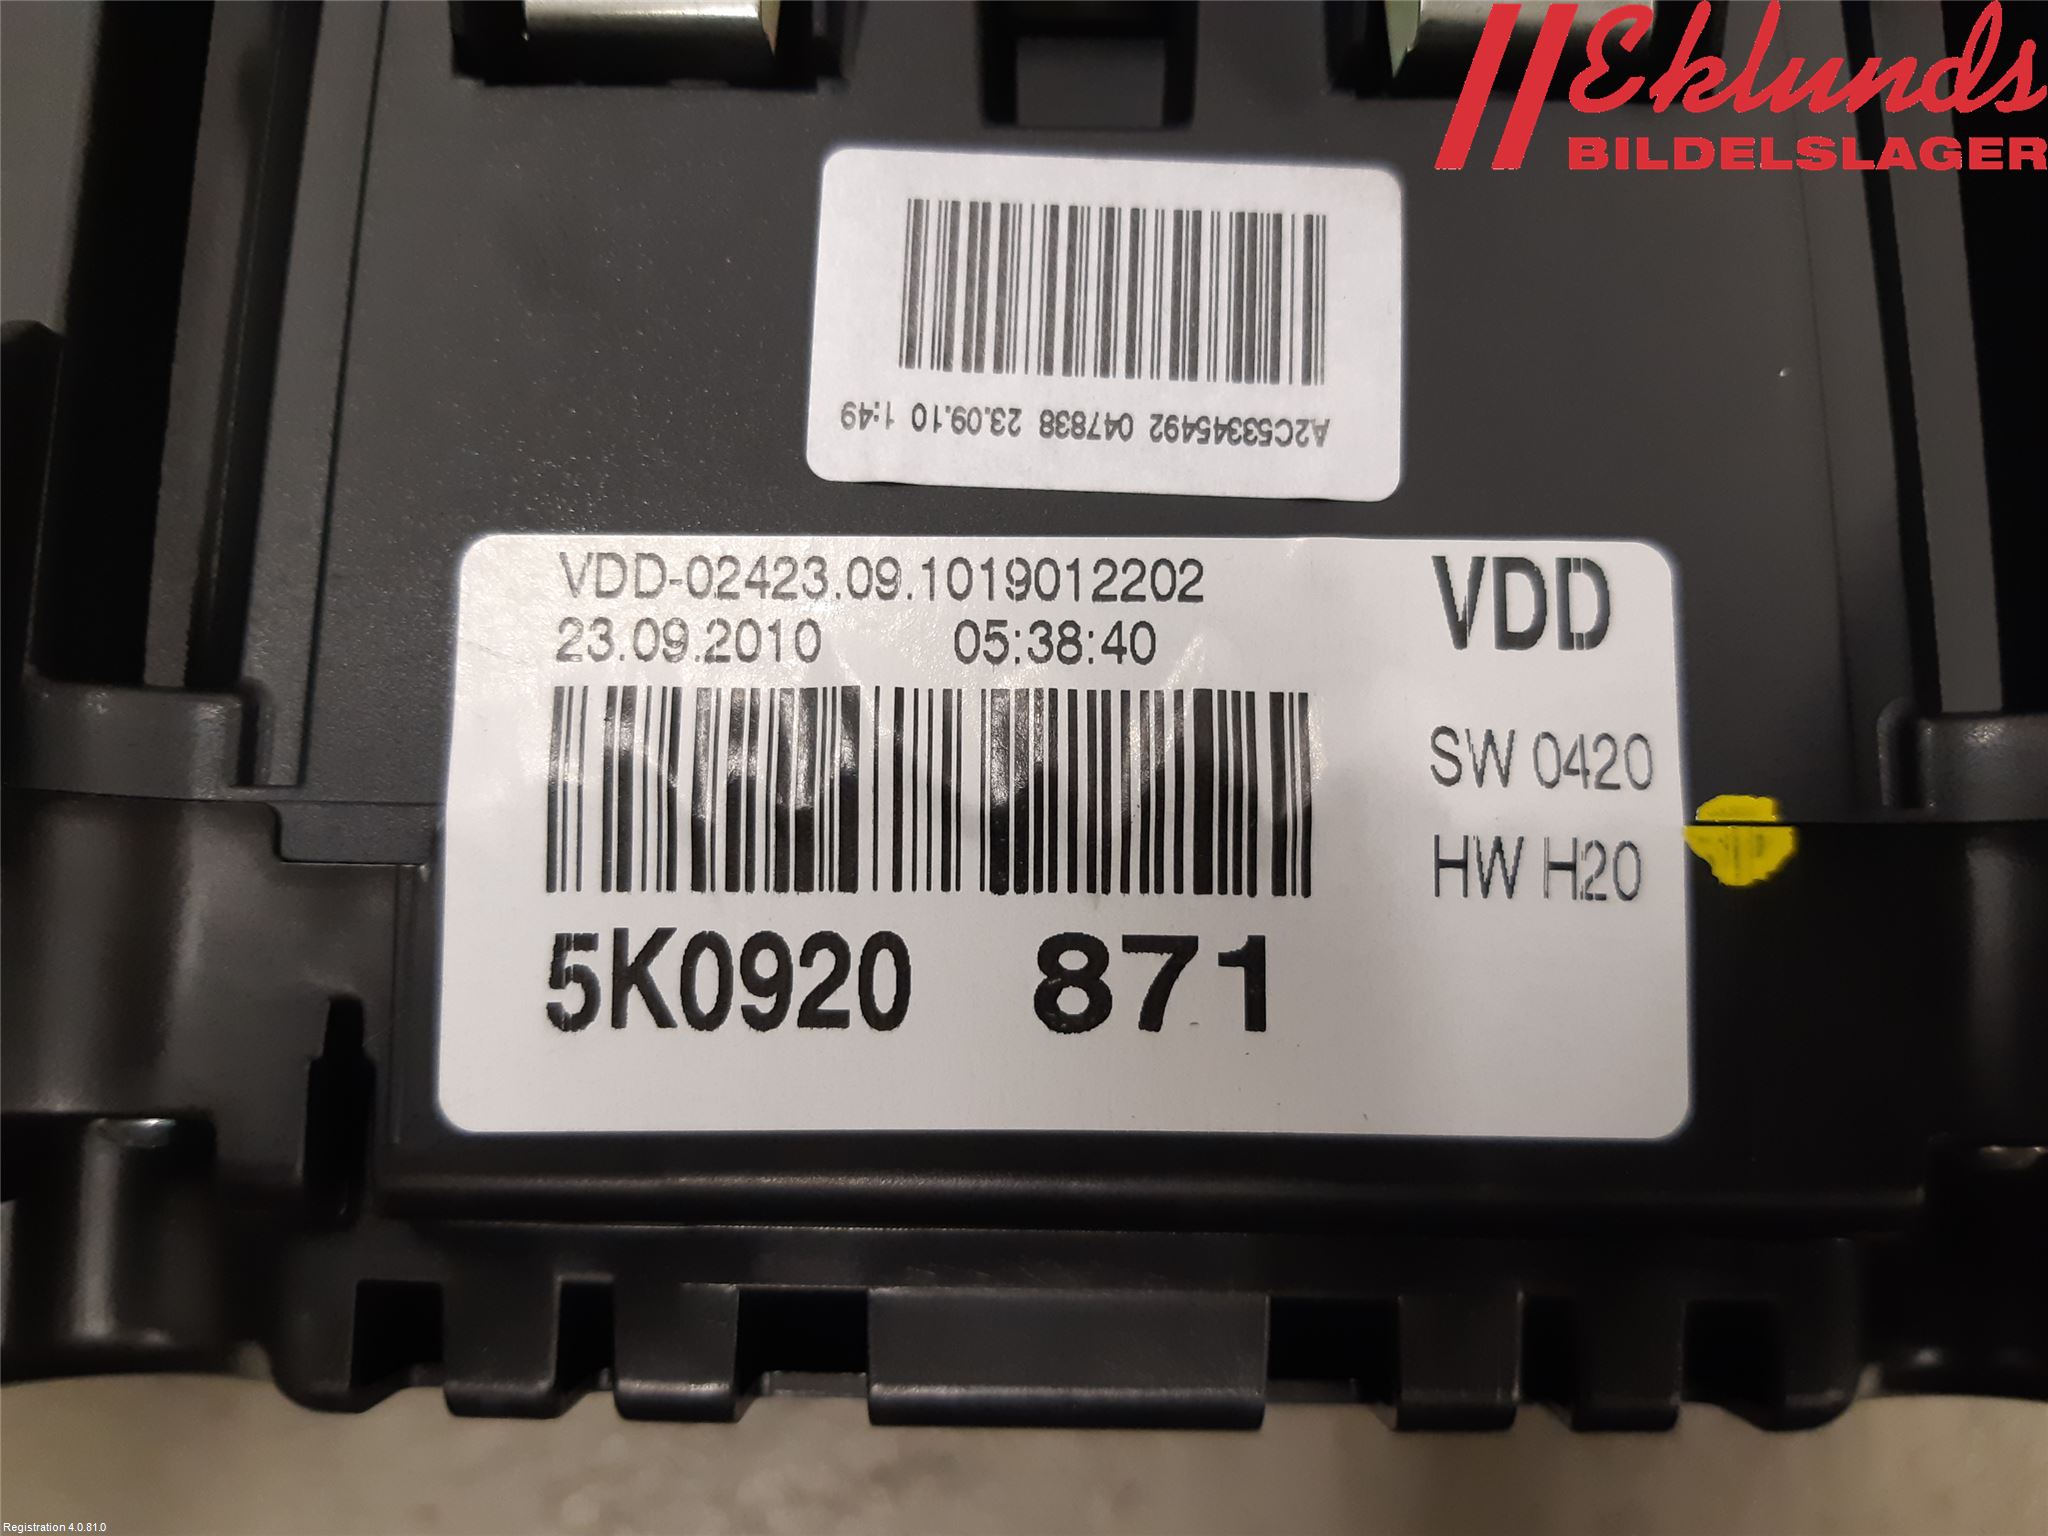 Eklunds
BILDELSLAGER
A2C53345492 047838 23.09.10 1:49
VDD-02423.09.1019012202
23.09.2010 05:38:40
VDD
SW 0420
HW H20
5K0920 871
Registration 4.0.81.0